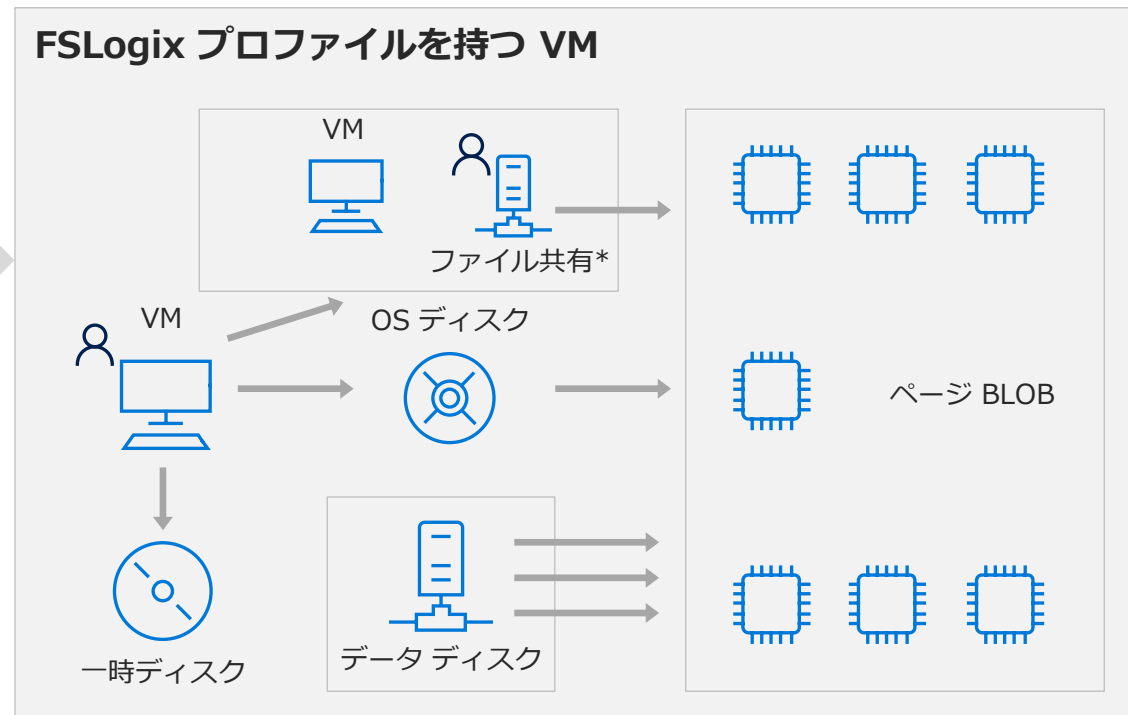 FSLogix プロファイルを持つ VM
VM
ファイル共有*
VM
OS ディスク
ページ BLOB
データ ディスク
一時ディスク